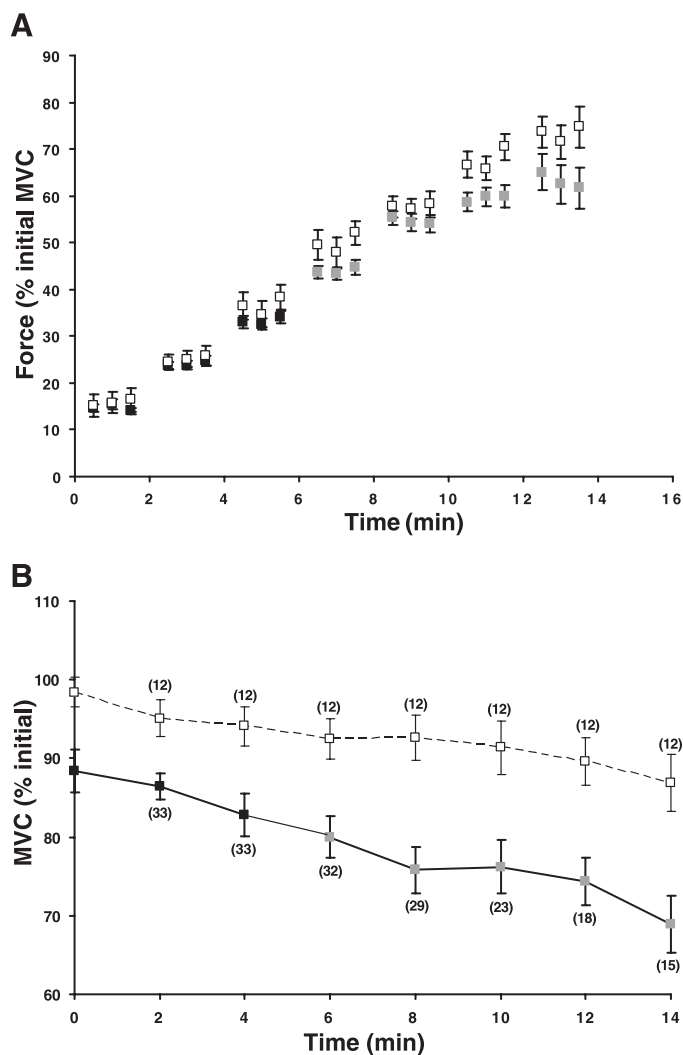 A
90
80
70
60
50
40
30
20
10
0
Force (% initial MVC
0 2 4 6 8 10 12 14 16
Time (min)
B
110
100
90
80
70
60
MVC (% initial)
(12) (12) (12) (12) (12) (12) (12)
(33) (33) (32) (29) (23) (18) (15)
0 2 4 6 8 10 12 14
Time (min)